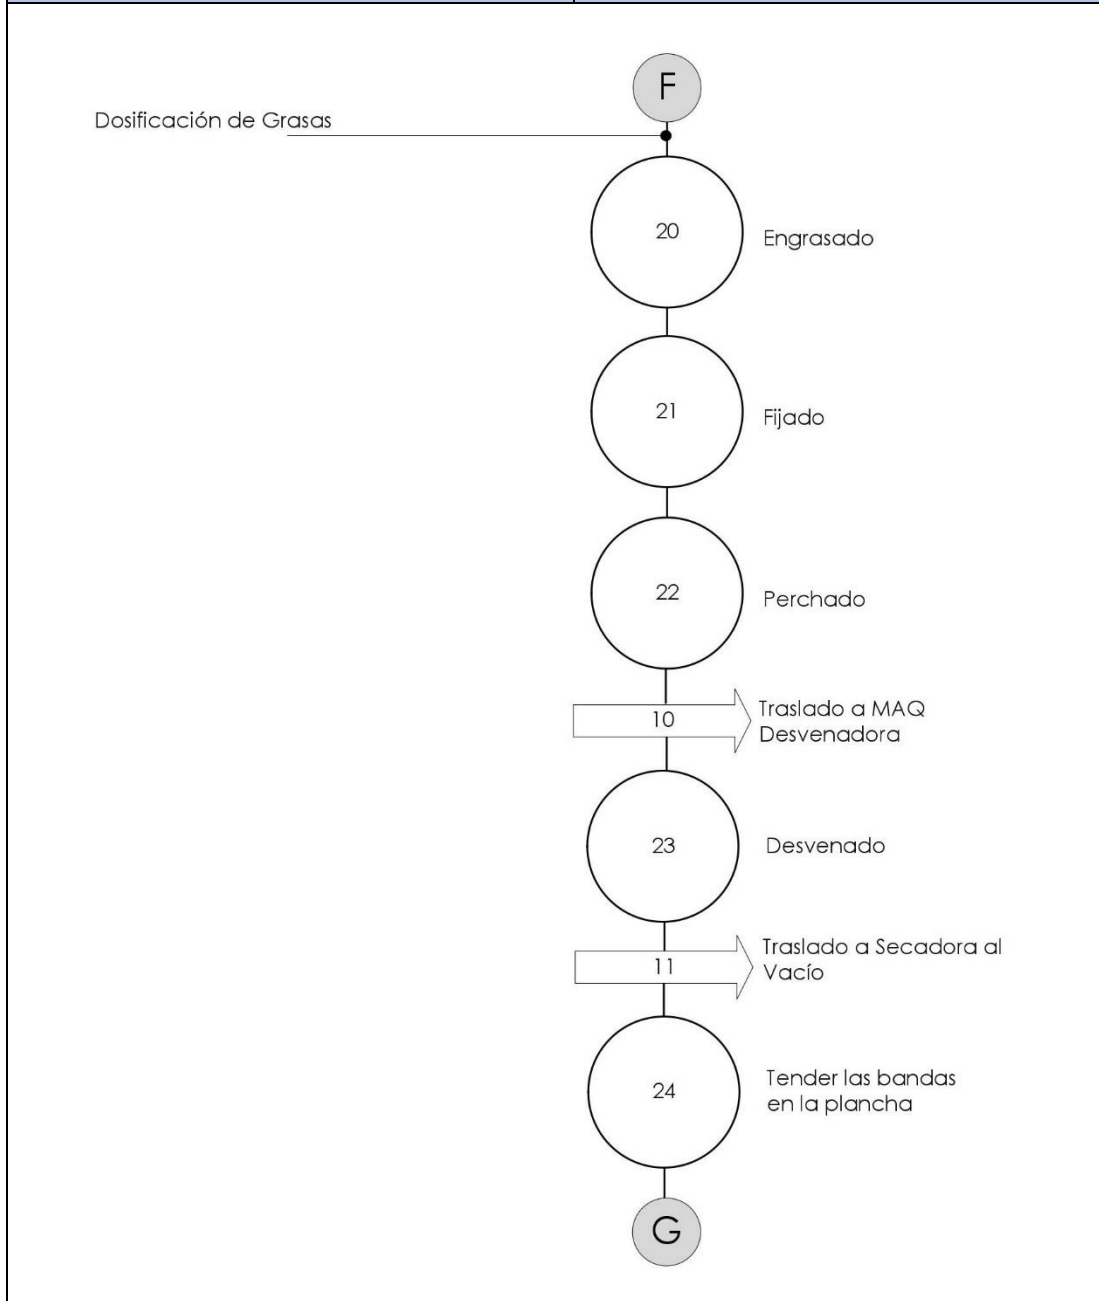 F
Dosificación de Grasas
20
Engrasado
21
Fijado
22
Perchado
10
Traslado a MAQ
Desvenadora
23
Desvenado
11
Traslado a Secadora al
Vacío
24
Tender las bandas
en la plancha
G